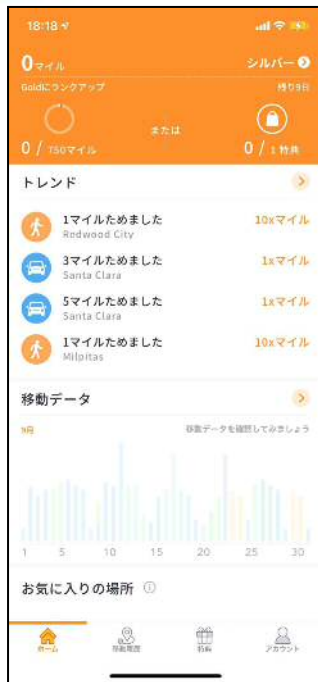 18:18
0マイル
シルバー
Goldにランクアップ
残り9日
または
0 / 750マイル
0 / 1 特典
トレンド
1マイルためました
10xマイル
Redwood City
3マイルためました
1xマイル
Santa Clara
5マイルためました
1xマイル
Santa Clara
1マイルためました
10xマイル
Milpitas
移動データ
9月
移動データを確認してみましょう
1 5 10 15 20 25 30
お気に入りの場所
ホーム
移動履歴
特典
アカウント